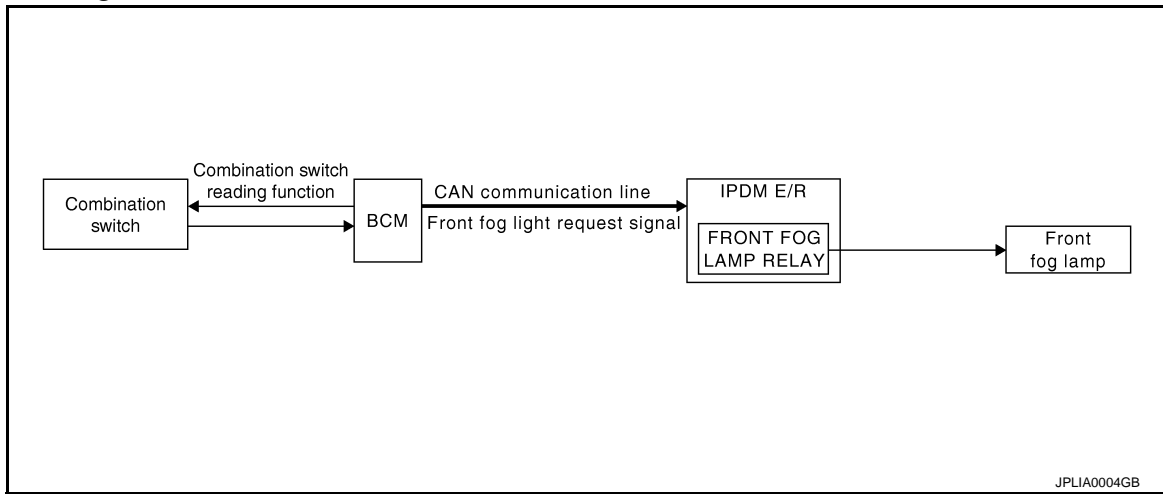 Combination switch
reading function
Combination
switch
BCM
CAN communication line
Front fog light request signal
IPDM E/R
FRONT FOG
LAMP RELAY
Front
fog lamp
JPLIA0004GB